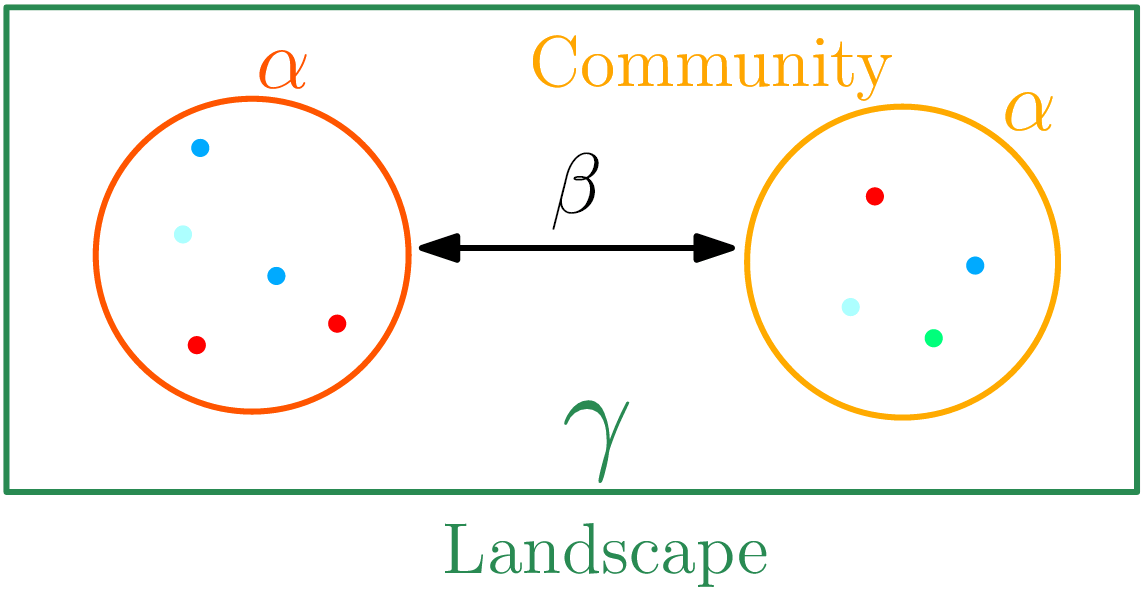 α
Community
α
β
γ
Landscape